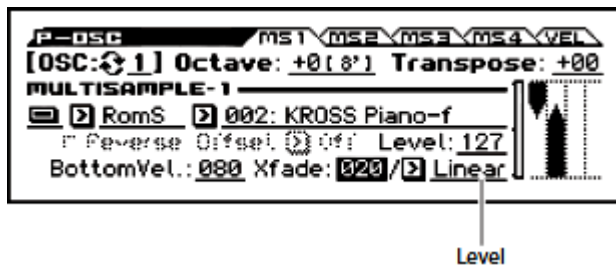 P-OSC MS1 MS2 MS3 MS4 VEL
[OSC: 1] Octave: +0[8'] Transpose: +00
MULTISAMPLE-1
RomS 002: KROSS Piano-f
Reverse Offset Off Level: 127
BottomVel.: 080 Xfade: 020/ Linear
Level